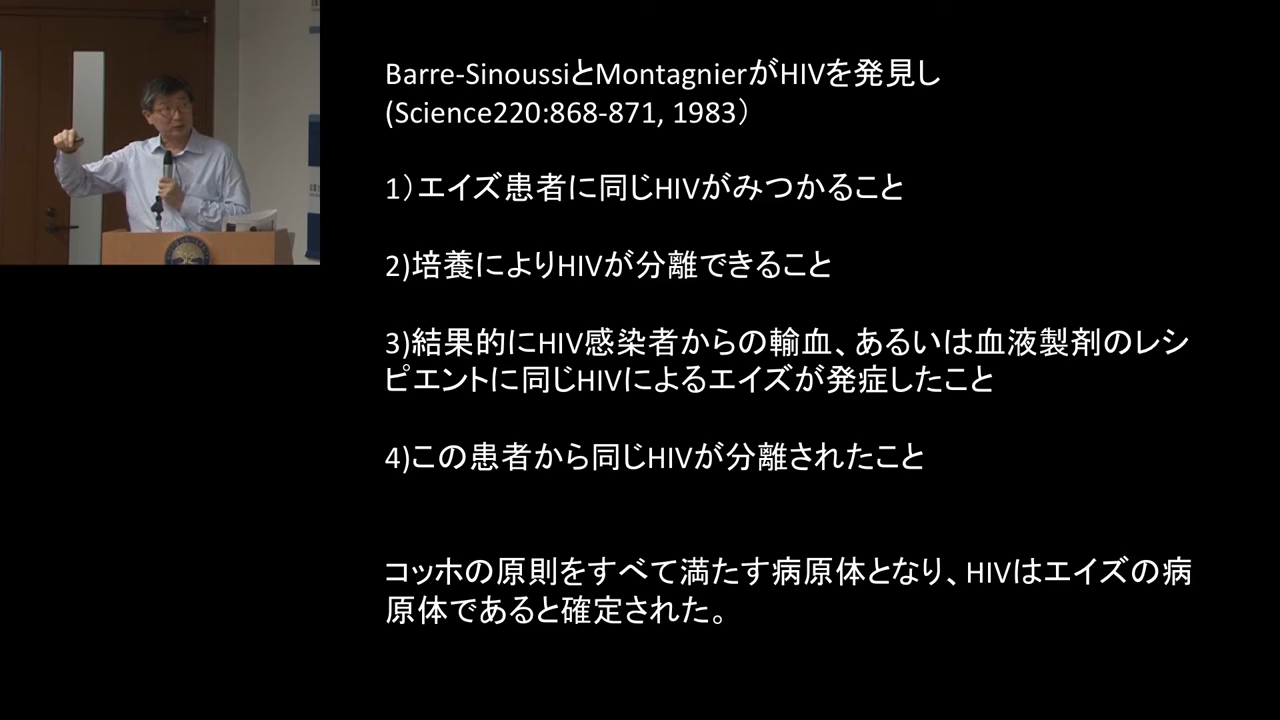 Barre-SinoussiとMontagnierがHIVを発見し
(Science220:868-871, 1983）
1）エイズ患者に同じHIVがみつかること
2)培養によりHIVが分離できること
3)結果的にHIV感染者からの輸血、あるいは血液製剤のレシ
ピエントに同じHIVによるエイズが発症したこと
4)この患者から同じHIVが分離されたこと
コッホの原則をすべて満たす病原体となり、HIVはエイズの病
原体であると確定された。